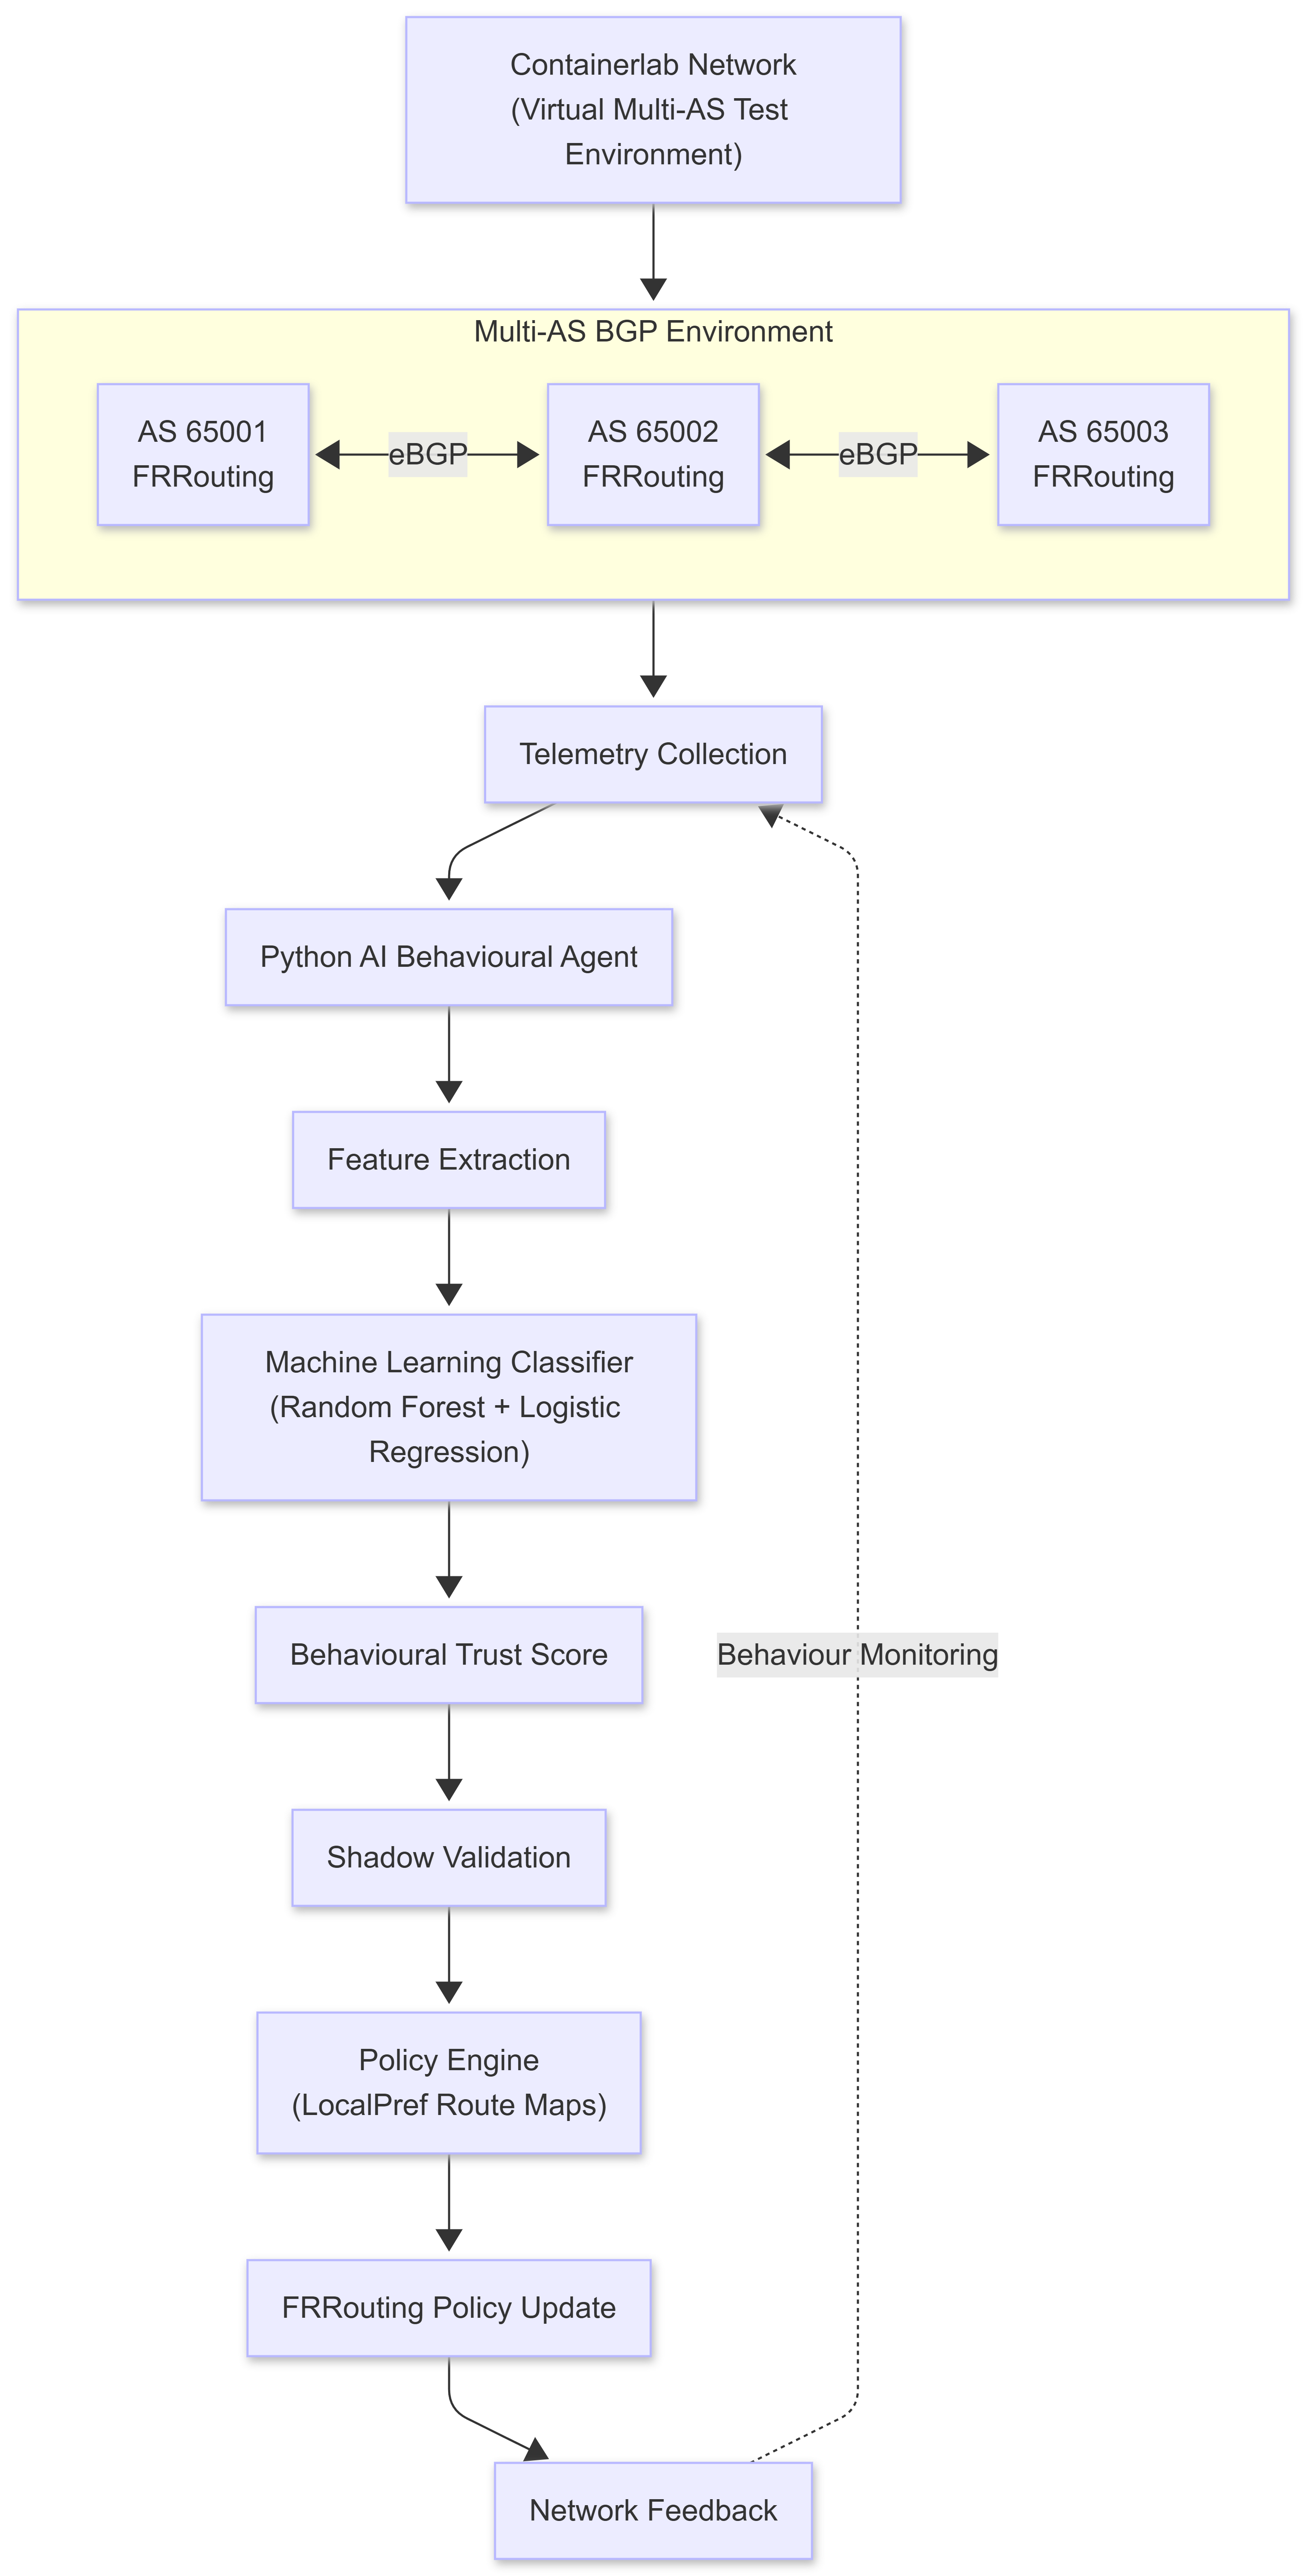 Containerlab Network
(Virtual Multi-AS Test
Environment)
Multi-AS BGP Environment
AS 65001
FRRouting
eBGP
AS 65002
FRRouting
eBGP
AS 65003
FRRouting
Telemetry Collection
Python AI Behavioural Agent
Feature Extraction
Machine Learning Classifier
(Random Forest + Logistic
Regression)
Behavioural Trust Score
Behaviour Monitoring
Shadow Validation
Policy Engine
(LocalPref Route Maps)
FRRouting Policy Update
Network Feedback